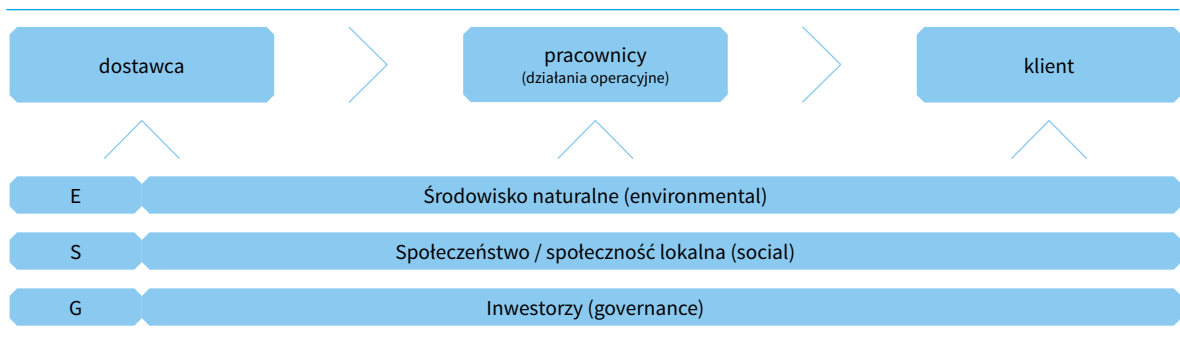 dostawca
pracownicy
(działania operacyjne)
klient
E
Środowisko naturalne (environmental)
S
Społeczeństwo / społeczność lokalna (social)
G
Inwestorzy (governance)